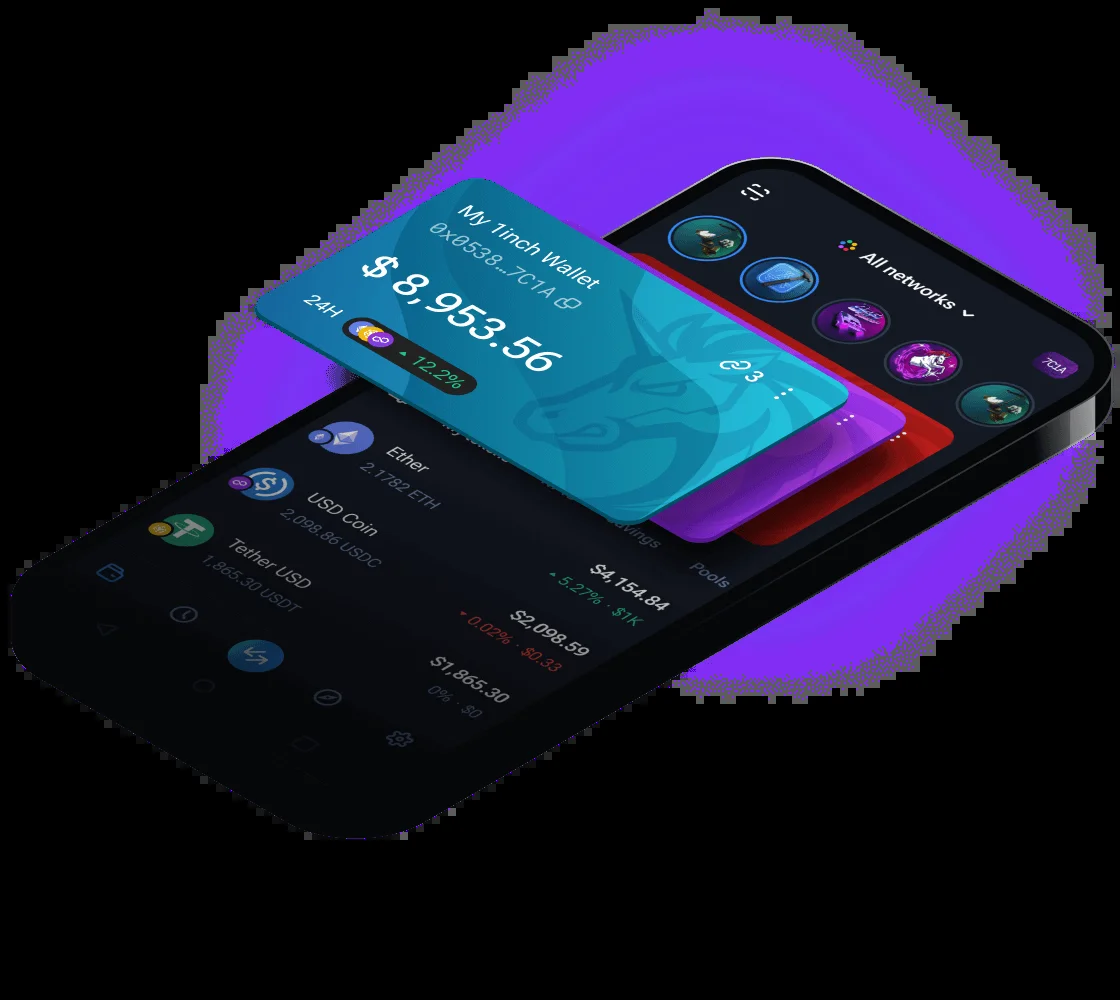 All networks
7C1A
My 1inch Wallet
0x0538...7C1A
$8,953.56
24H
12.2%
3
Savings
Pools
Ether
2.1782 ETH
$4,154.84
5.27% · $1K
USD Coin
2,098.86 USDC
$2,098.59
0.02% · $0.33
Tether USD
1,865.30 USDT
$1,865.30
0% · $0